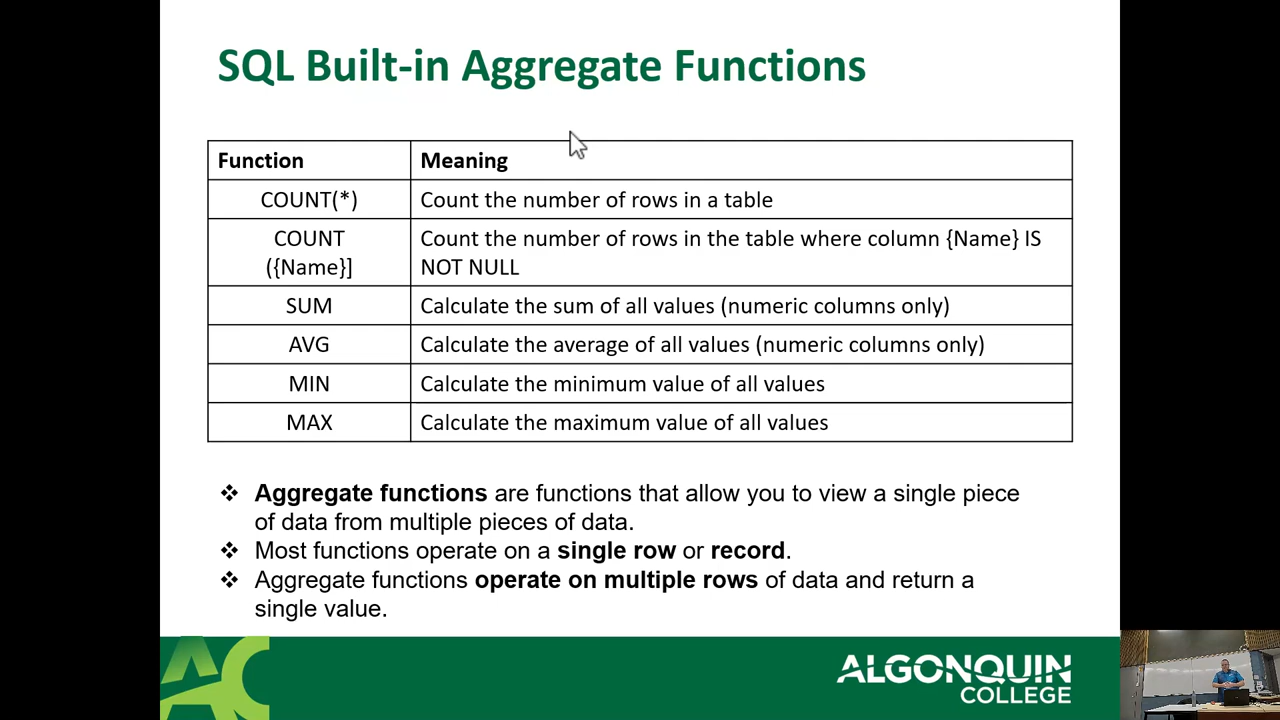 SQL Built-in Aggregate Functions
Function
Meaning
COUNT(*)
Count the number of rows in a table
COUNT
({Name}]
Count the number of rows in the table where column {Name} IS
NOT NULL
SUM
Calculate the sum of all values (numeric columns only)
AVG
Calculate the average of all values (numeric columns only)
MIN
Calculate the minimum value of all values
MAX
Calculate the maximum value of all values
❖ Aggregate functions are functions that allow you to view a single piece
of data from multiple pieces of data.
❖ Most functions operate on a single row or record.
❖ Aggregate functions operate on multiple rows of data and return a
single value.
AC
ALGONQUIN
COLLEGE